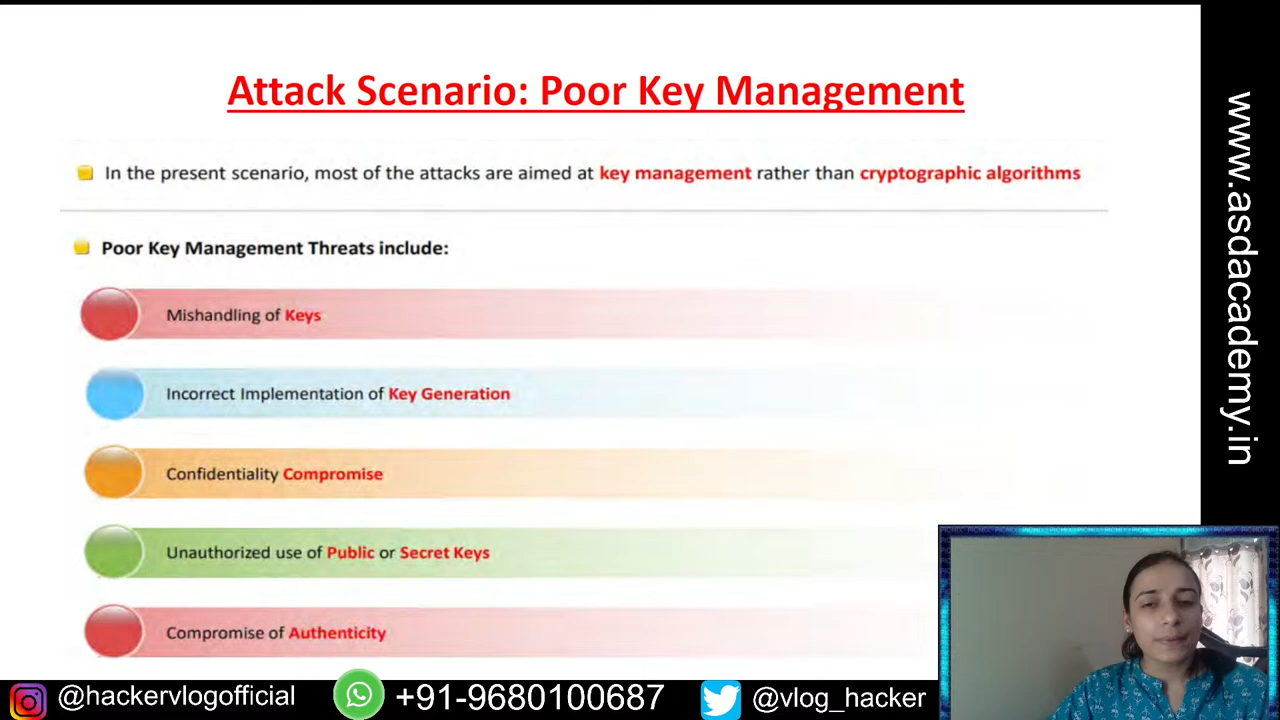 Attack Scenario: Poor Key Management
In the present scenario, most of the attacks are aimed at key management rather than cryptographic algorithms
Poor Key Management Threats include:
Mishandling of Keys
Incorrect Implementation of Key Generation
Confidentiality Compromise
Unauthorized use of Public or Secret Keys
Compromise of Authenticity
www.asdacademy.in
@hackervlogofficial
+91-9680100687
@vlog_hacker